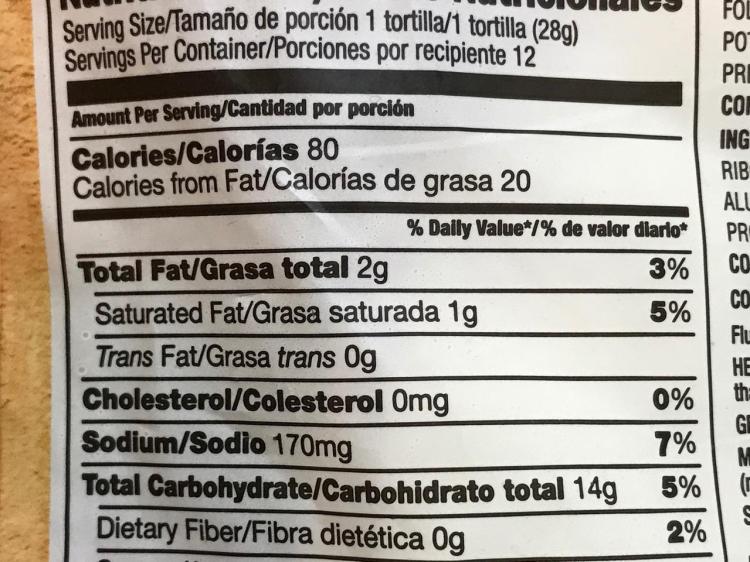 Serving Size/Tamaño de porción 1 tortilla/1 tortilla (28g)
Servings Per Container/Porciones por recipiente 12
Amount Per Serving/Cantidad por porción
Calories/Calorías 80
Calories from Fat/Calorías de grasa 20
% Daily Value*/% de valor diario*
Total Fat/Grasa total 2g 3%
Saturated Fat/Grasa saturada 1g 5%
Trans Fat/Grasa trans 0g
Cholesterol/Colesterol 0mg 0%
Sodium/Sodio 170mg 7%
Total Carbohydrate/Carbohidrato total 14g 5%
Dietary Fiber/Fibra dietética 0g 2%